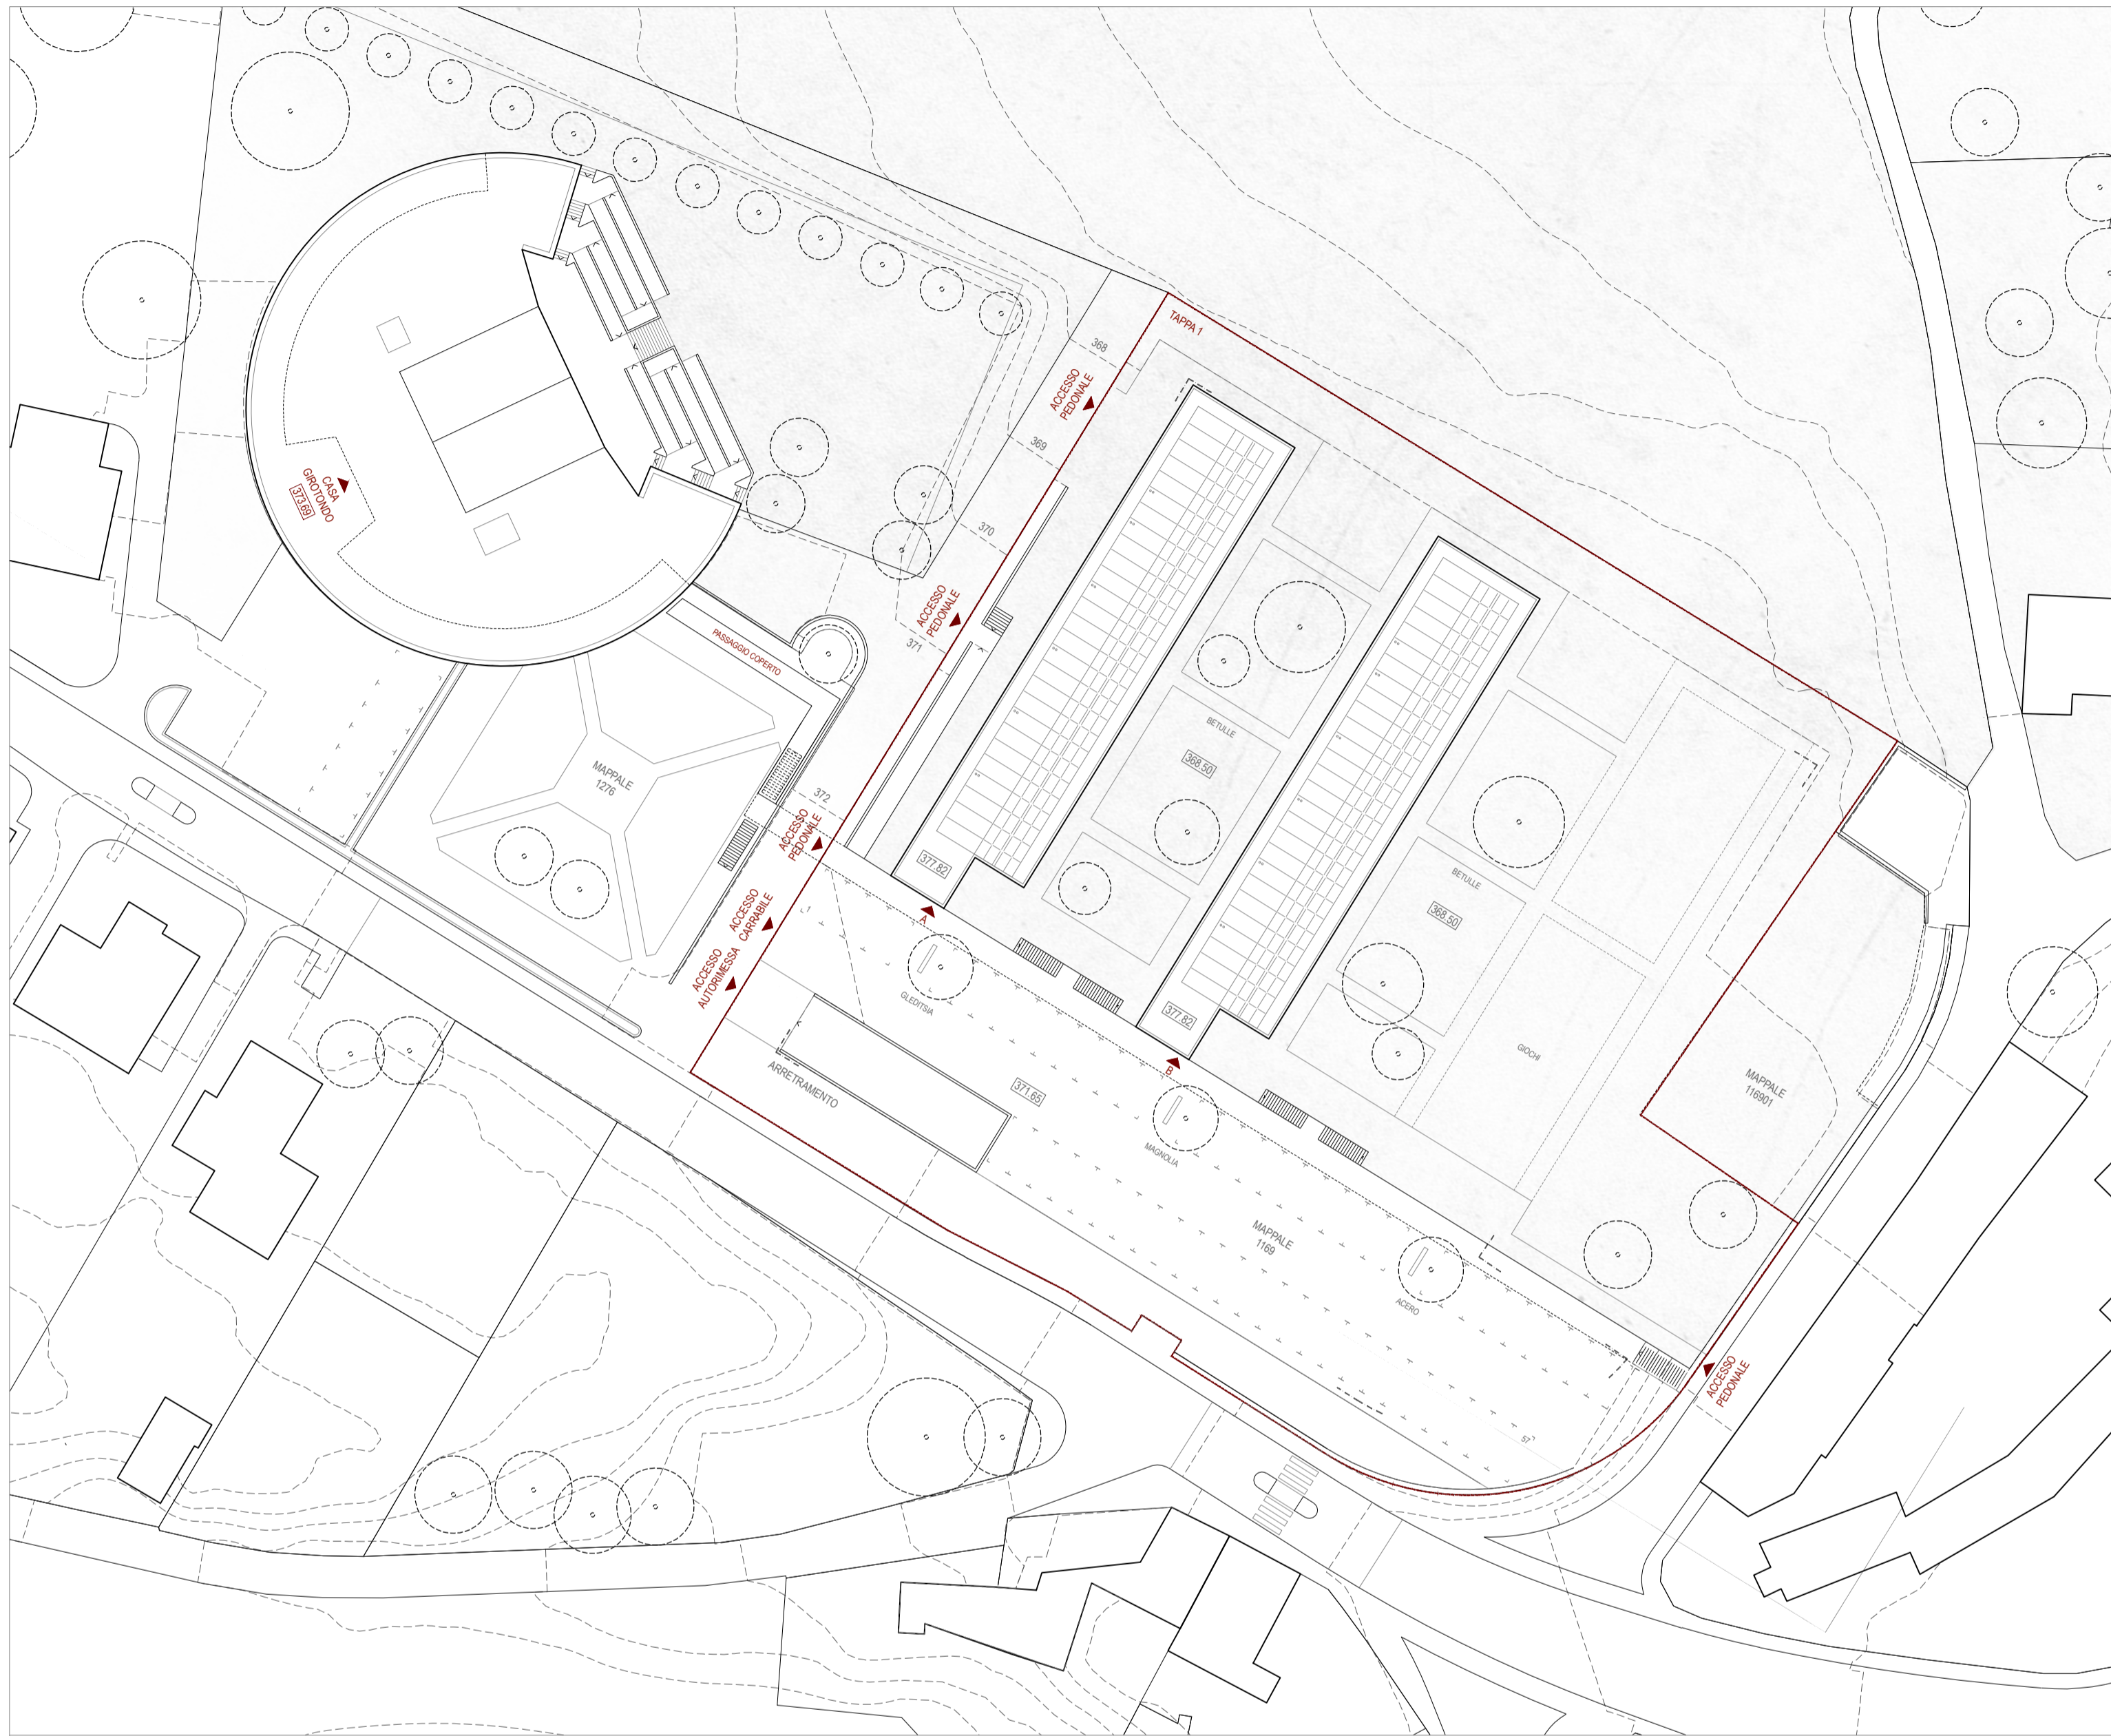 TAPPA 1
368
ACCESSO
PEDONALE
369
CASA
GIROTONDO
373.69
370
ACCESSO
PEDONALE
371
PASSAGGIO COPERTO
BETULLE
368.50
MAPPALE
1276
372
ACCESSO
PEDONALE
377.82
A
BETULLE
368.50
ACCESSO
CARRABILE
ACCESSO
AUTORIMESSA
GLEDITSIA
377.82
B
GIOCHI
ARRETRAMENTO
371.65
MAPPALE
116901
MAGNOLIA
MAPPALE
1169
ACERO
ACCESSO
PEDONALE
57